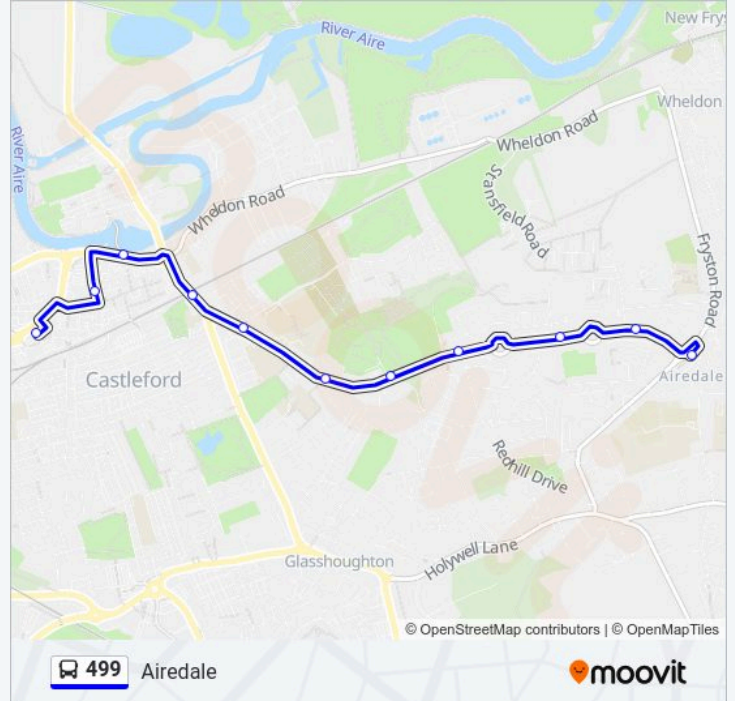 River Aire
New Frys
Wheldon
Wheldon Road
River Aire
Stansfield Road
Wheldon Road
Fryston Road
Castleford
Airedale
Redhill Drive
Glasshoughton
Holywell Lane
© OpenStreetMap contributors | © OpenMapTiles
499 Airedale
moovit